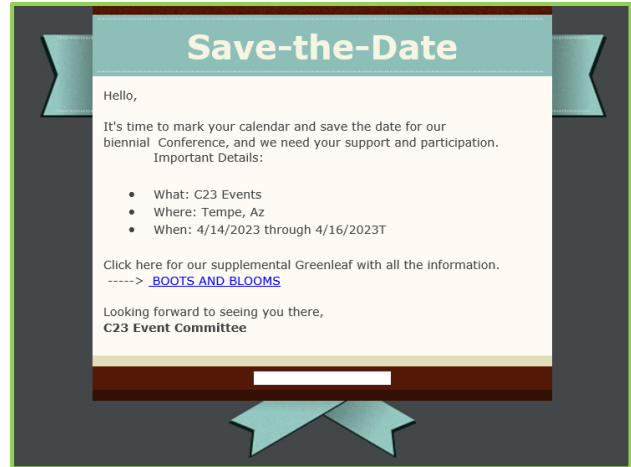 Save-the-Date
Hello,
It's time to mark your calendar and save the date for our
biennial  Conference, and we need your support and participation.
Important Details:
• What: C23 Events
• Where: Tempe, Az
• When: 4/14/2023 through 4/16/2023T
Click here for our supplemental Greenleaf with all the information.
-----> BOOTS AND BLOOMS
Looking forward to seeing you there,
C23 Event Committee